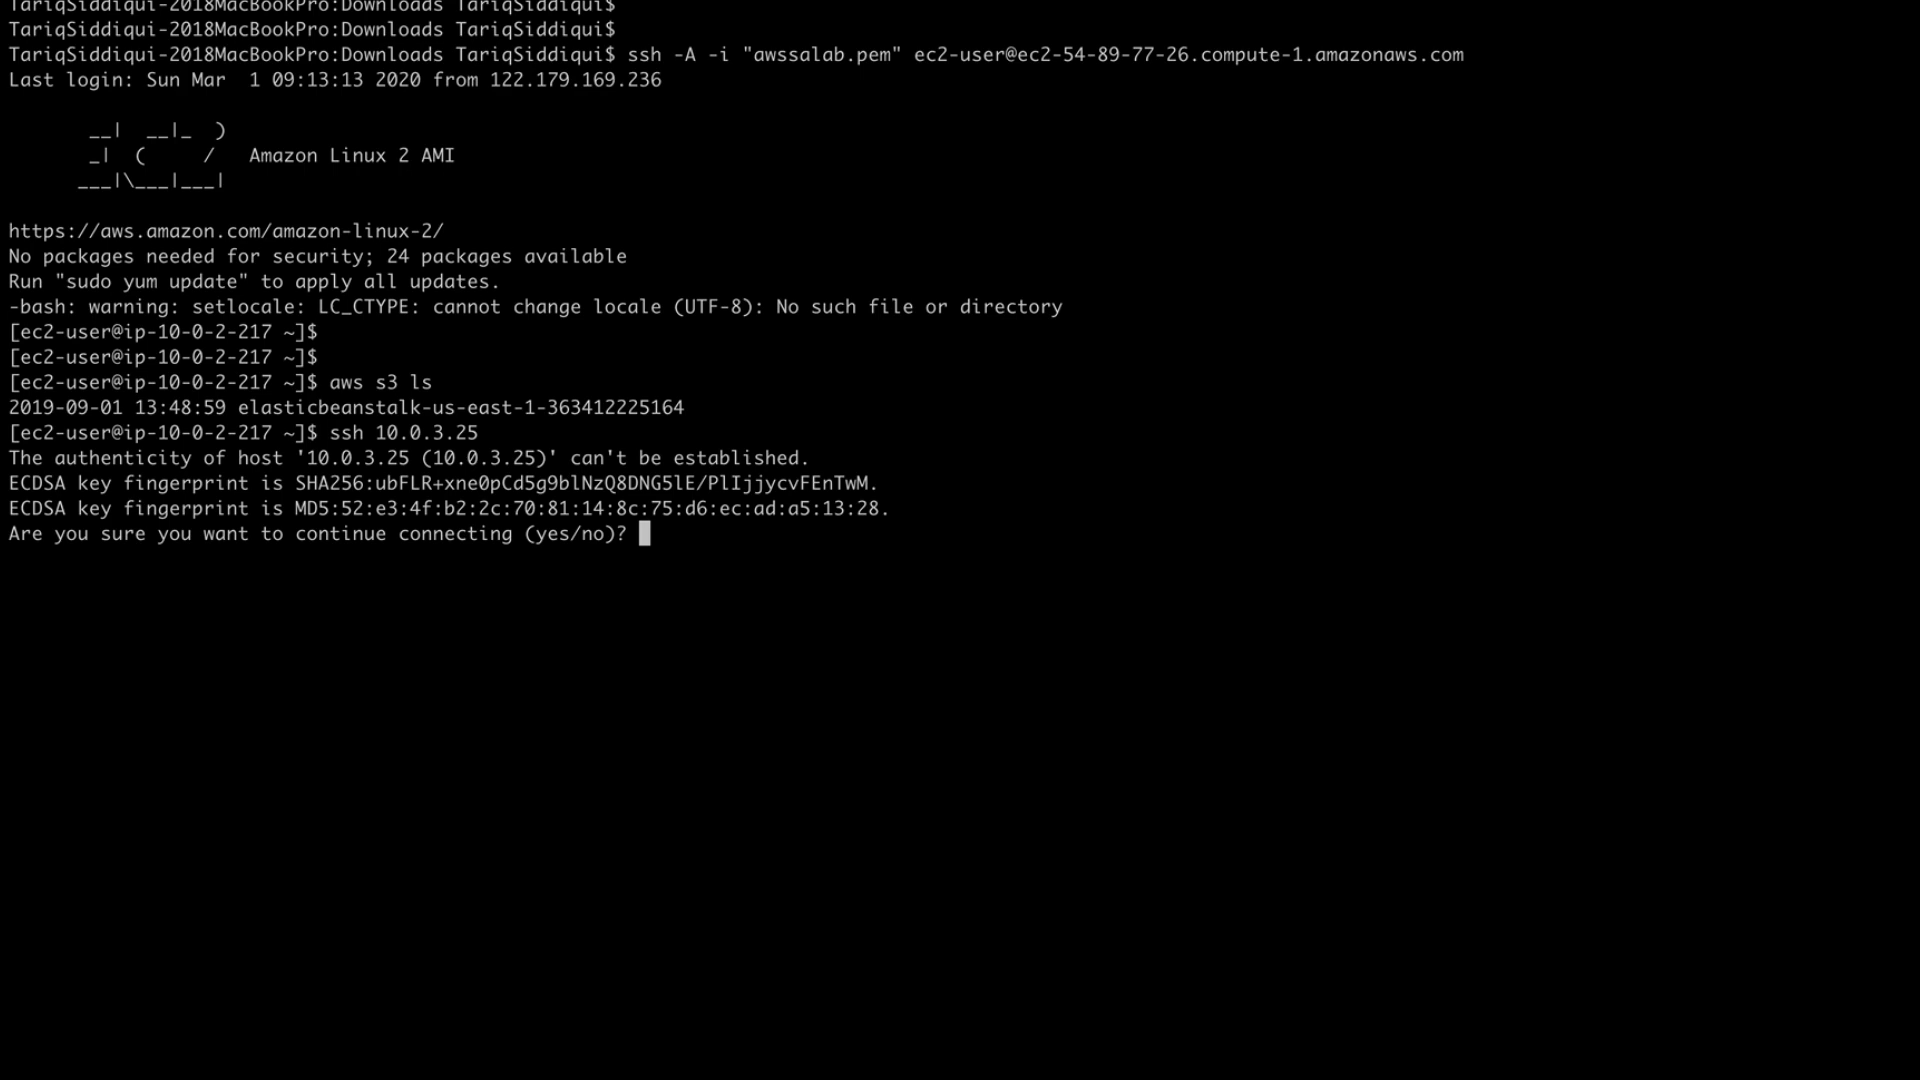 TariqSiddiqui-2018MacBookPro:Downloads TariqSiddiqui$
TariqSiddiqui-2018MacBookPro:Downloads TariqSiddiqui$
TariqSiddiqui-2018MacBookPro:Downloads TariqSiddiqui$ ssh -A -i "awssalab.pem" ec2-user@ec2-54-89-77-26.compute-1.amazonaws.com
Last login: Sun Mar  1 09:13:13 2020 from 122.179.169.236
       __|  __|_  )
       _|  (     /   Amazon Linux 2 AMI
      ___|\___|___|
https://aws.amazon.com/amazon-linux-2/
No packages needed for security; 24 packages available
Run "sudo yum update" to apply all updates.
-bash: warning: setlocale: LC_CTYPE: cannot change locale (UTF-8): No such file or directory
[ec2-user@ip-10-0-2-217 ~]$
[ec2-user@ip-10-0-2-217 ~]$
[ec2-user@ip-10-0-2-217 ~]$ aws s3 ls
2019-09-01 13:48:59 elasticbeanstalk-us-east-1-363412225164
[ec2-user@ip-10-0-2-217 ~]$ ssh 10.0.3.25
The authenticity of host '10.0.3.25 (10.0.3.25)' can't be established.
ECDSA key fingerprint is SHA256:ubFLR+xne0pCd5g9blNzQ8DNG5lE/PlIjjycvFEnTwM.
ECDSA key fingerprint is MD5:52:e3:4f:b2:2c:70:81:14:8c:75:d6:ec:ad:a5:13:28.
Are you sure you want to continue connecting (yes/no)?